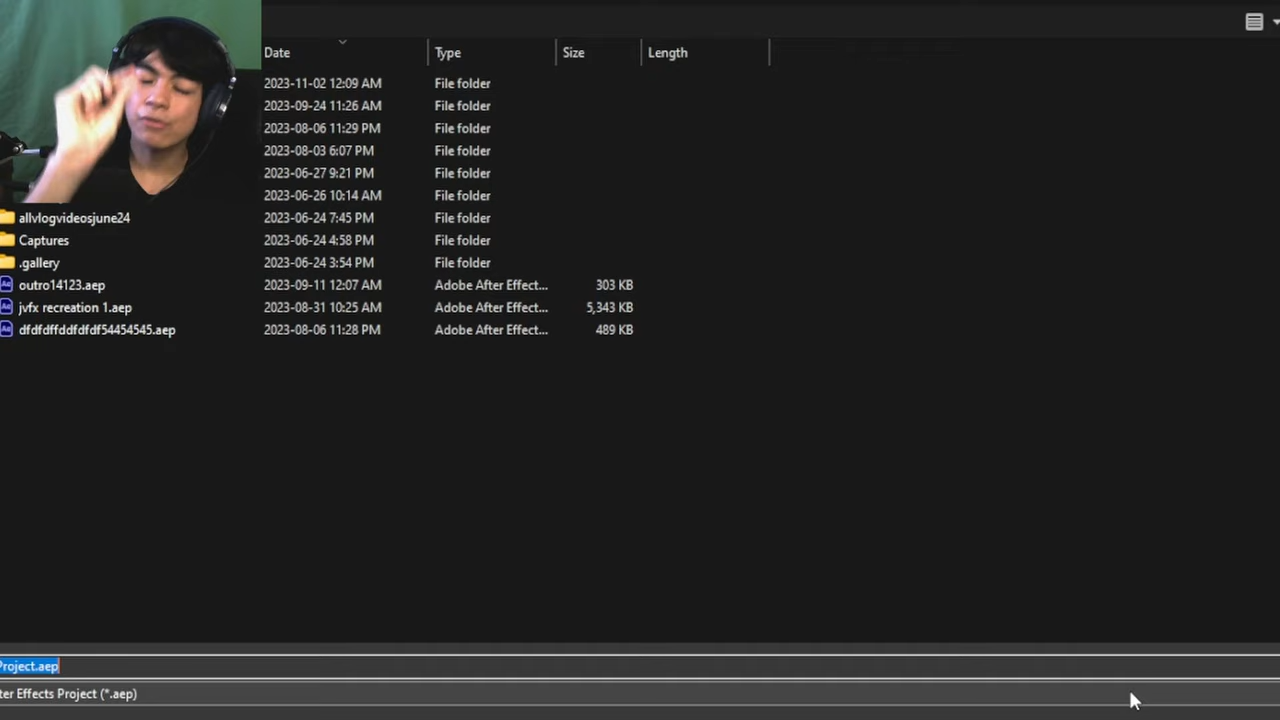 Date Type Size Length
2023-11-02 12:09 AM File folder
2023-09-24 11:26 AM File folder
2023-08-06 11:29 PM File folder
2023-08-03 6:07 PM File folder
2023-06-27 9:21 PM File folder
2023-06-26 10:14 AM File folder
allvlogvideosjune24 2023-06-24 7:45 PM File folder
Captures 2023-06-24 4:58 PM File folder
.gallery 2023-06-24 3:54 PM File folder
Ae outro14123.aep 2023-09-11 12:07 AM Adobe After Effect... 303 KB
Ae jvfx recreation 1.aep 2023-08-31 10:25 AM Adobe After Effect... 5,343 KB
Ae dfdfdffddfdfdf54454545.aep 2023-08-06 11:28 PM Adobe After Effect... 489 KB
Project.aep
ter Effects Project (*.aep)